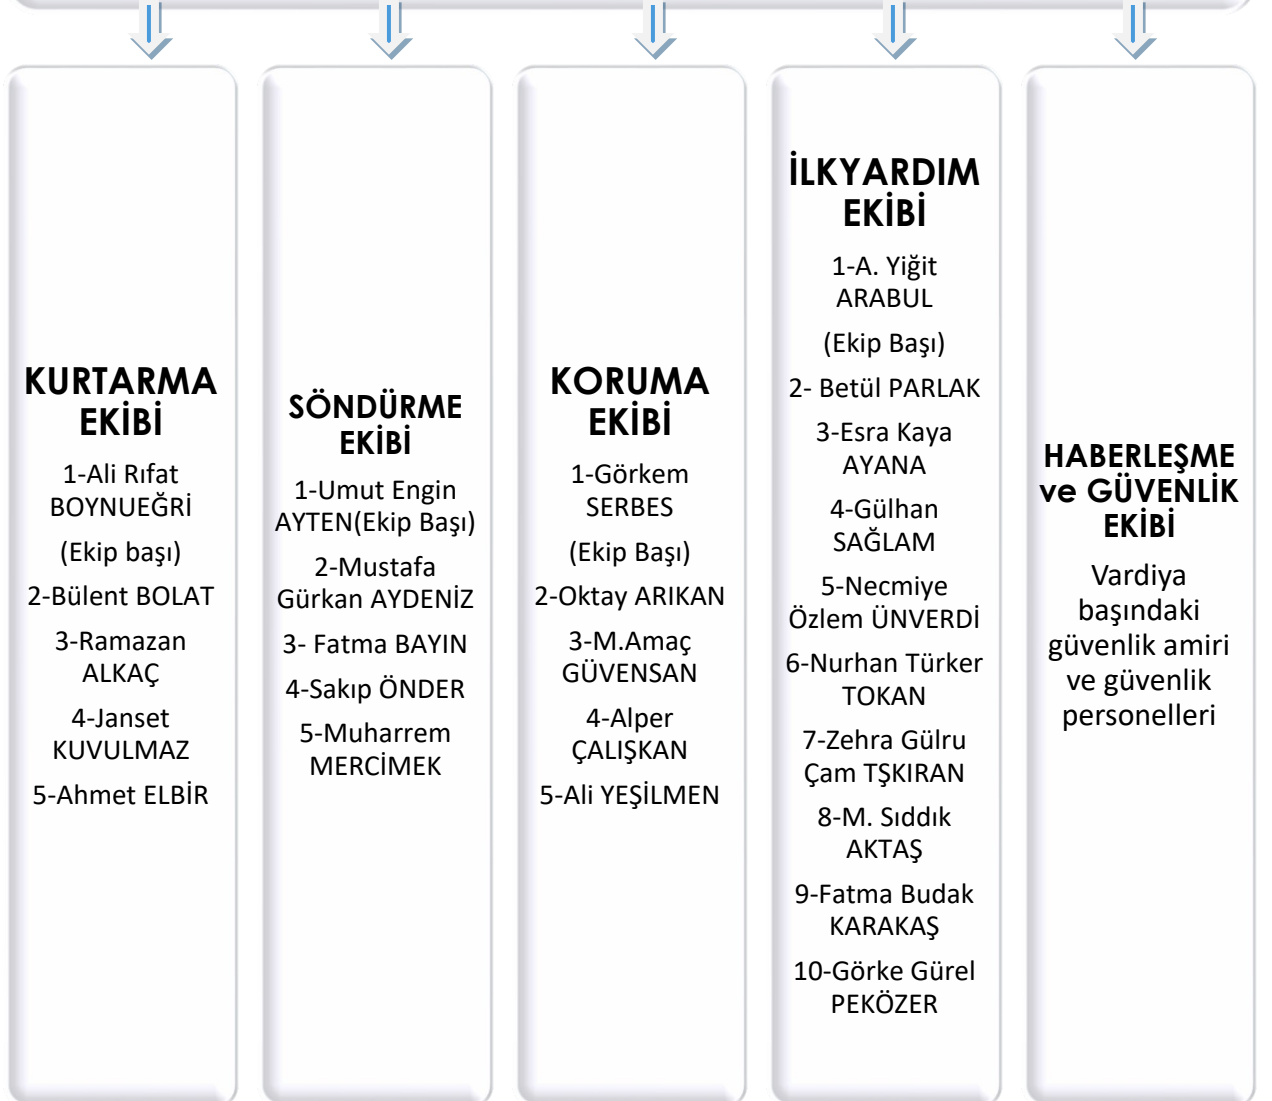 KURTARMA
EKİBİ
1-Ali Rıfat
BOYNUEĞRİ
(Ekip başı)
2-Bülent BOLAT
3-Ramazan
ALKAÇ
4-Janset
KUVULMAZ
5-Ahmet ELBİR
SÖNDÜRME
EKİBİ
1-Umut Engin
AYTEN(Ekip Başı)
2-Mustafa
Gürkan AYDENİZ
3- Fatma BAYIN
4-Sakıp ÖNDER
5-Muharrem
MERCİMEK
KORUMA
EKİBİ
1-Görkem
SERBES
(Ekip Başı)
2-Oktay ARIKAN
3-M.Amaç
GÜVENSAN
4-Alper
ÇALIŞKAN
5-Ali YEŞİLMEN
İLKYARDIM
EKİBİ
1-A. Yiğit
ARABUL
(Ekip Başı)
2- Betül PARLAK
3-Esra Kaya
AYANA
4-Gülhan
SAĞLAM
5-Necmiye
Özlem ÜNVERDİ
6-Nurhan Türker
TOKAN
7-Zehra Gülru
Çam TŞKIRAN
8-M. Sıddık
AKTAŞ
9-Fatma Budak
KARAKAŞ
10-Görke Gürel
PEKÖZER
HABERLEŞME
ve GÜVENLİK
EKİBİ
Vardiya
başındaki
güvenlik amiri
ve güvenlik
personelleri